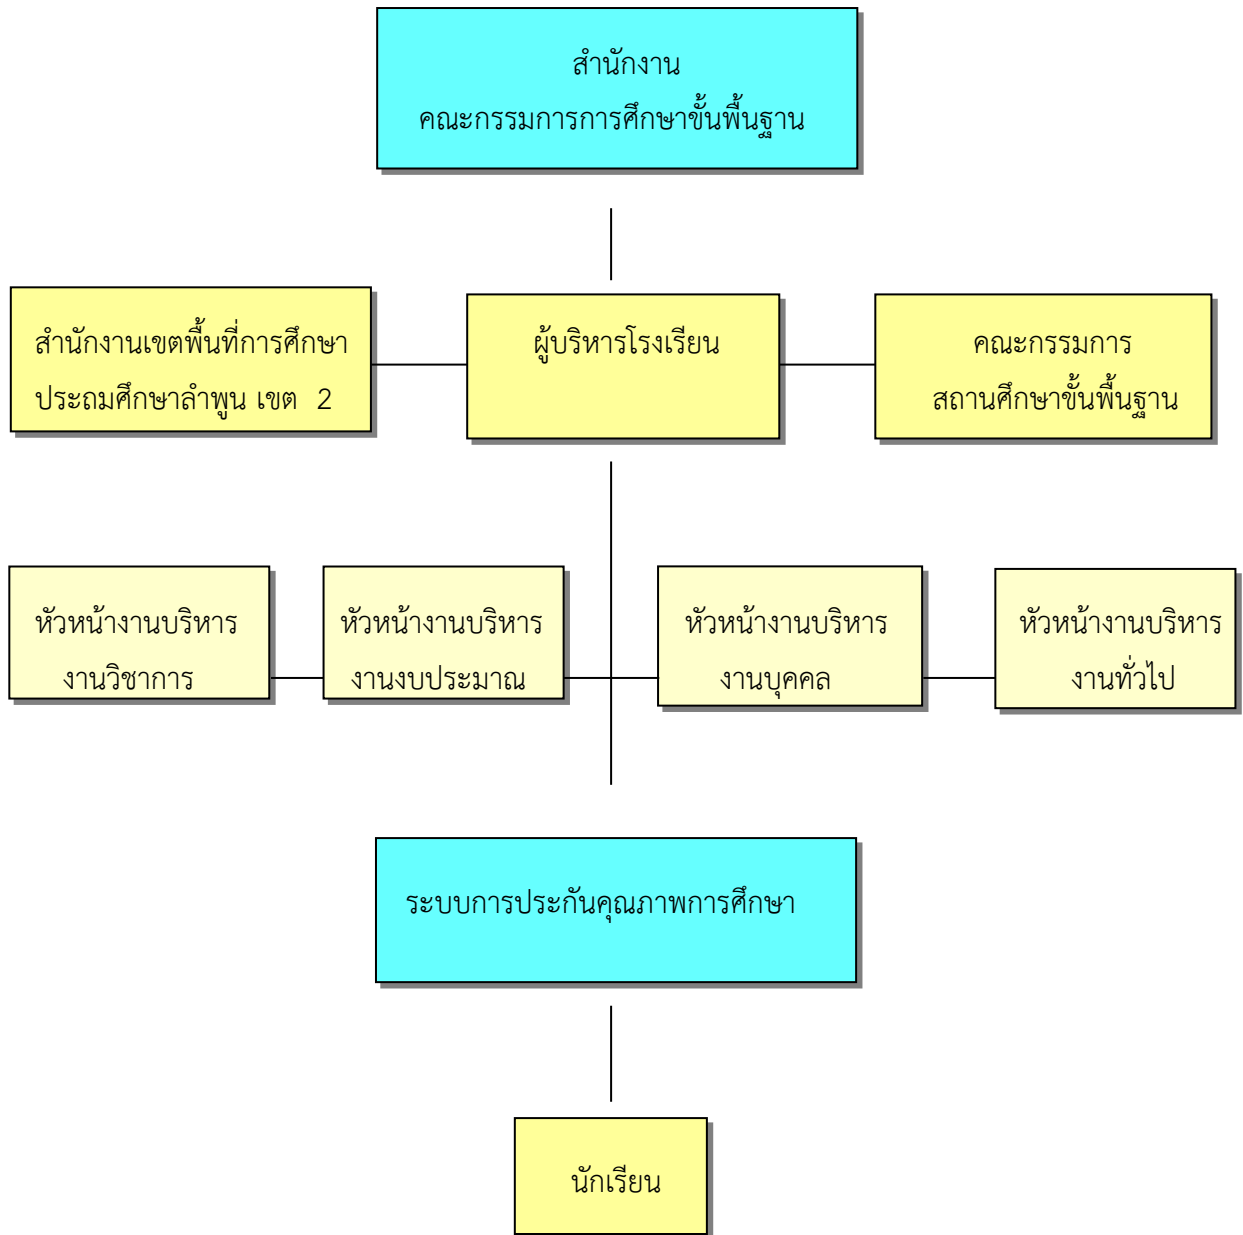 สำนักงาน
คณะกรรมการการศึกษาขั้นพื้นฐาน
สำนักงานเขตพื้นที่การศึกษา
ประถมศึกษาลำพูน เขต 2
ผู้บริหารโรงเรียน
คณะกรรมการ
สถานศึกษาขั้นพื้นฐาน
หัวหน้างานบริหาร
งานวิชาการ
หัวหน้างานบริหาร
งานงบประมาณ
หัวหน้างานบริหาร
งานบุคคล
หัวหน้างานบริหาร
งานทั่วไป
ระบบการประกันคุณภาพการศึกษา
นักเรียน